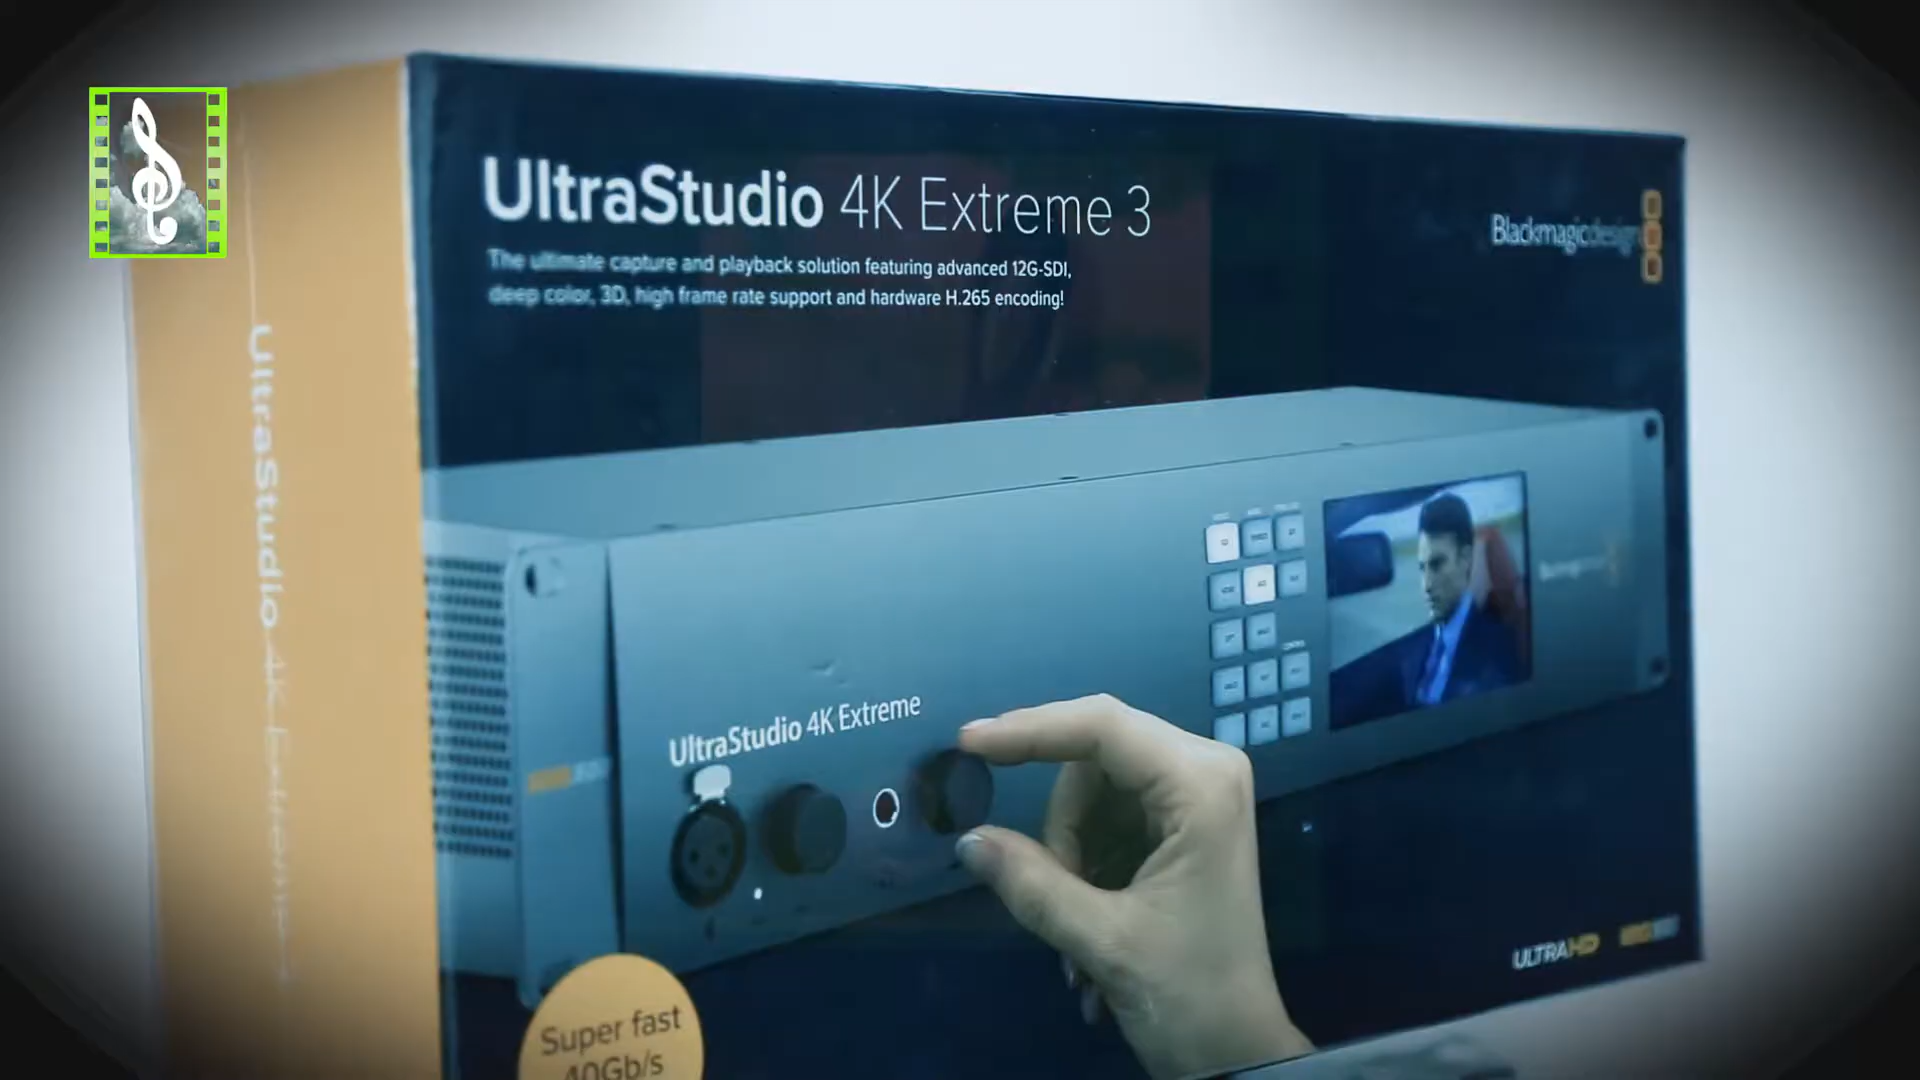 UltraStudio 4K Extreme 3
Blackmagicdesign
The ultimate capture and playback solution featuring advanced 12G-SDI,
deep color, 3D, high frame rate support and hardware H.265 encoding!
UltraStudio 4K Extreme
UltraStudio 4K Extreme
ULTRAHD
Super fast
40Gb/s